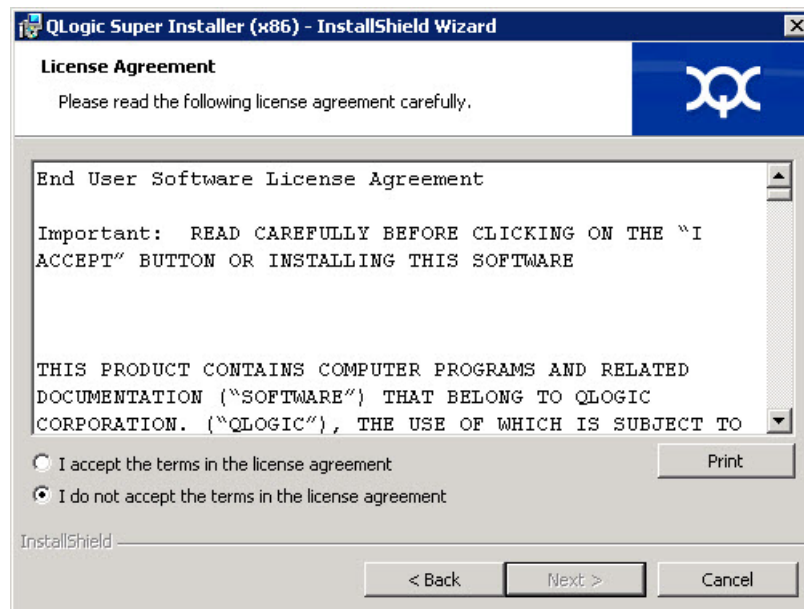 QLogic Super Installer (x86) - InstallShield Wizard
License Agreement
Please read the following license agreement carefully.
End User Software License Agreement
Important:  READ CAREFULLY BEFORE CLICKING ON THE “I
ACCEPT” BUTTON OR INSTALLING THIS SOFTWARE
THIS PRODUCT CONTAINS COMPUTER PROGRAMS AND RELATED
DOCUMENTATION (“SOFTWARE”) THAT BELONG TO QLOGIC
CORPORATION. (“QLOGIC”), THE USE OF WHICH IS SUBJECT TO
I accept the terms in the license agreement
Print
I do not accept the terms in the license agreement
InstallShield
< Back
Next >
Cancel